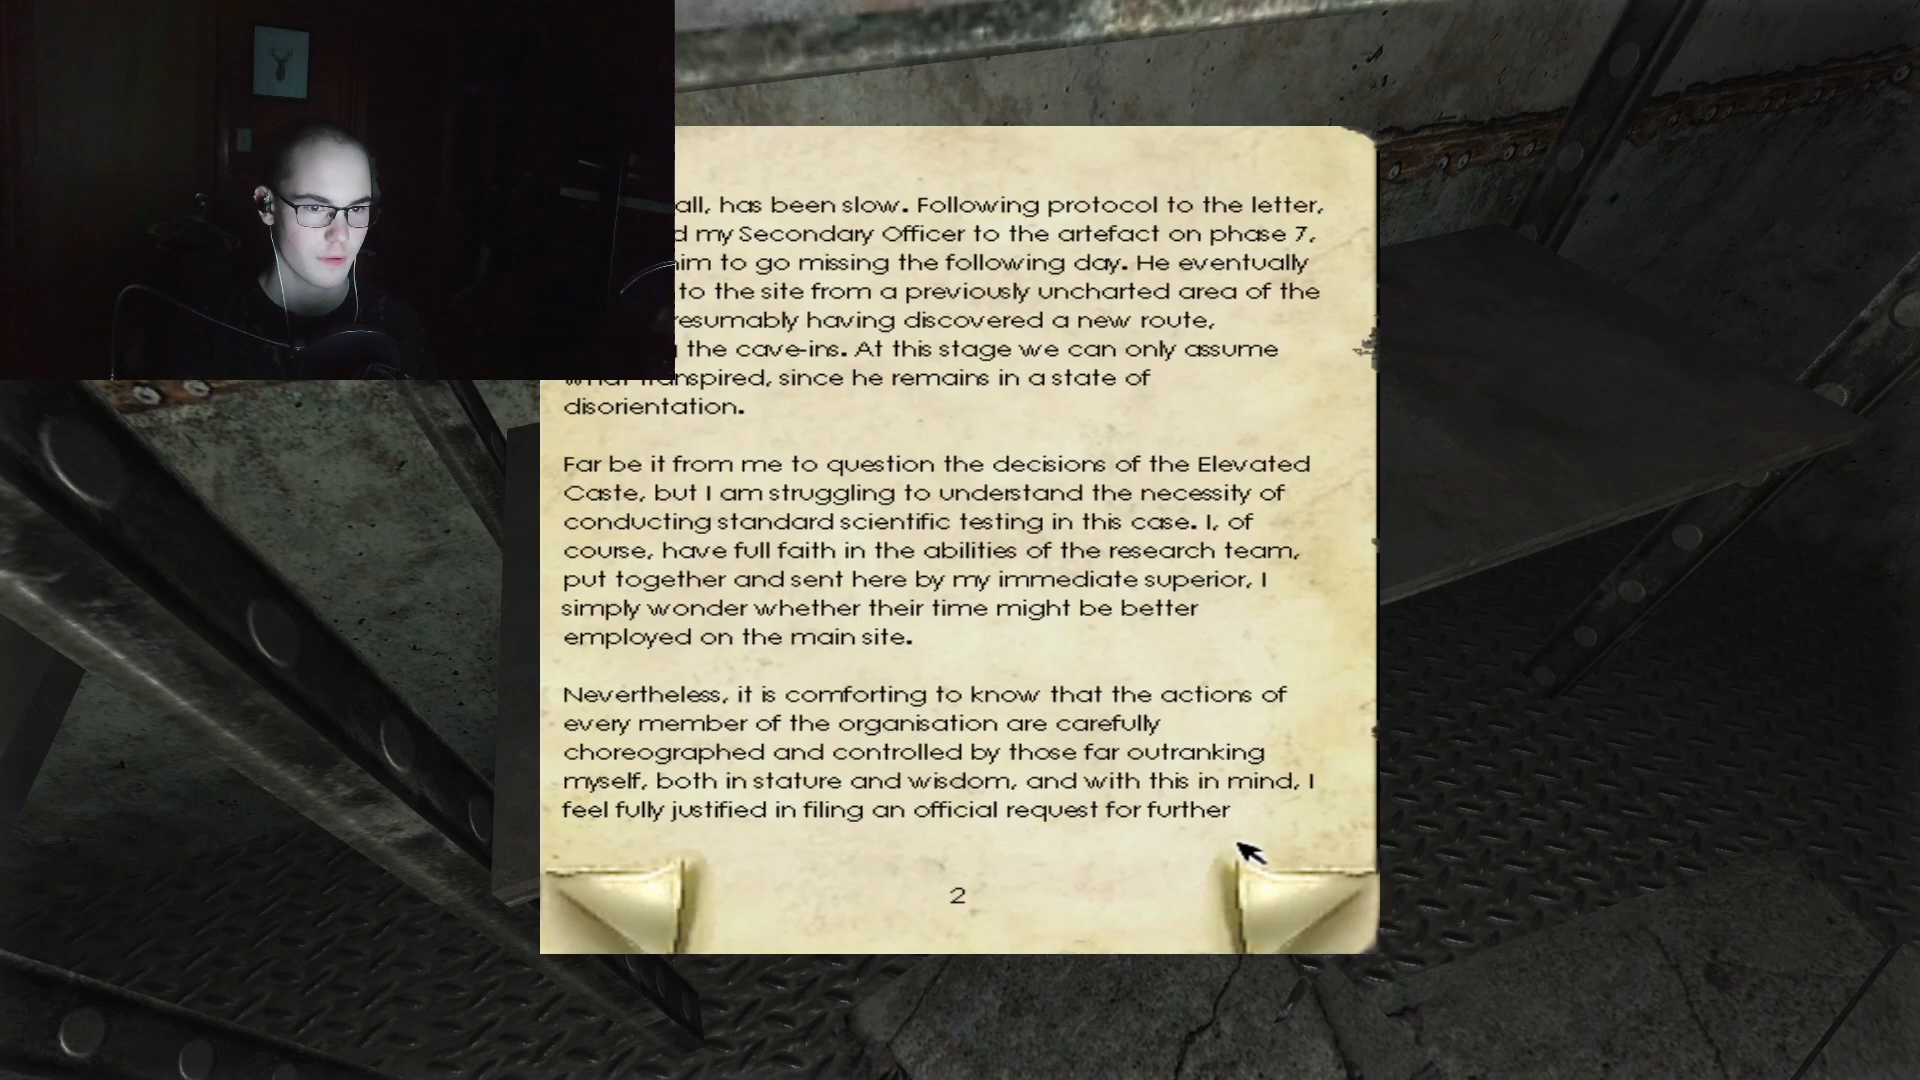 all, has been slow. Following protocol to the letter,
my Secondary Officer to the artefact on phase 7,
him to go missing the following day. He eventually
to the site from a previously uncharted area of the
resumably having discovered a new route,
the cave-ins. At this stage we can only assume
what transpired, since he remains in a state of
disorientation.
Far be it from me to question the decisions of the Elevated
Caste, but I am struggling to understand the necessity of
conducting standard scientific testing in this case. I, of
course, have full faith in the abilities of the research team,
put together and sent here by my immediate superior, I
simply wonder whether their time might be better
employed on the main site.
Nevertheless, it is comforting to know that the actions of
every member of the organisation are carefully
choreographed and controlled by those far outranking
myself, both in stature and wisdom, and with this in mind, I
feel fully justified in filing an official request for further
2